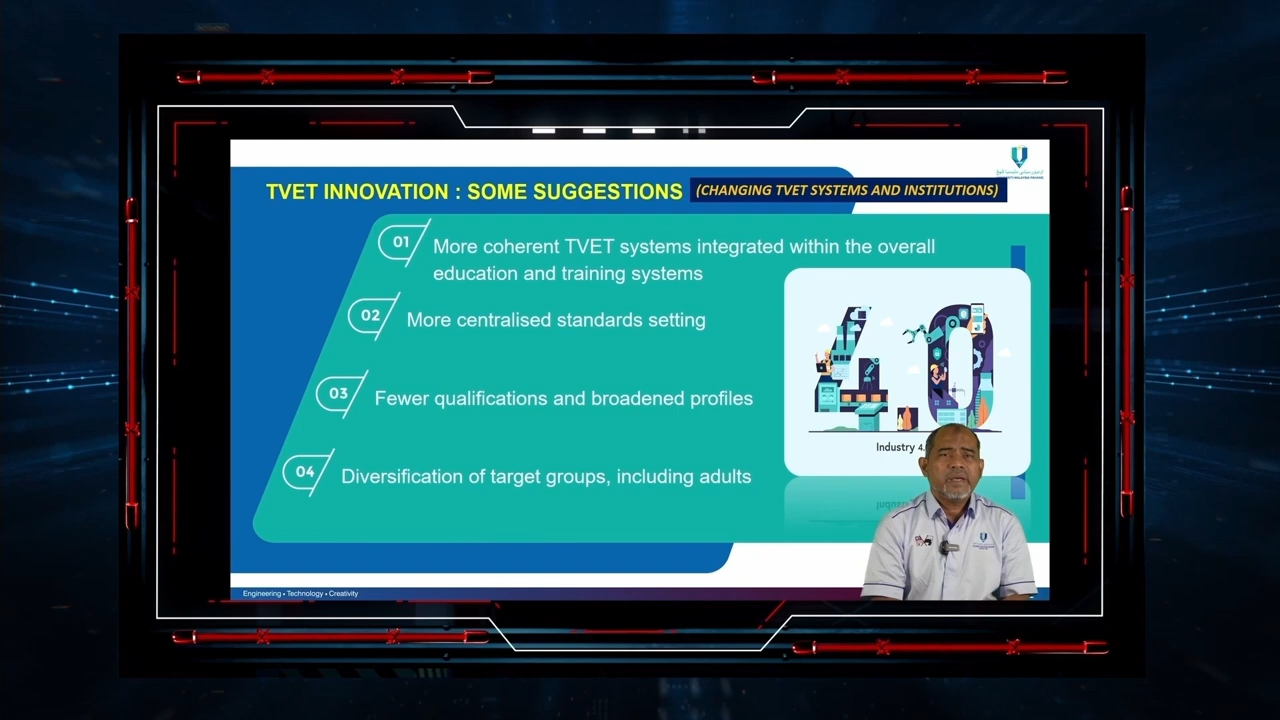 TVET INNOVATION : SOME SUGGESTIONS
(CHANGING TVET SYSTEMS AND INSTITUTIONS)
01
More coherent TVET systems integrated within the overall
education and training systems
02
More centralised standards setting
03
Fewer qualifications and broadened profiles
04
Diversification of target groups, including adults
Industry 4.
Engineering • Technology • Creativity